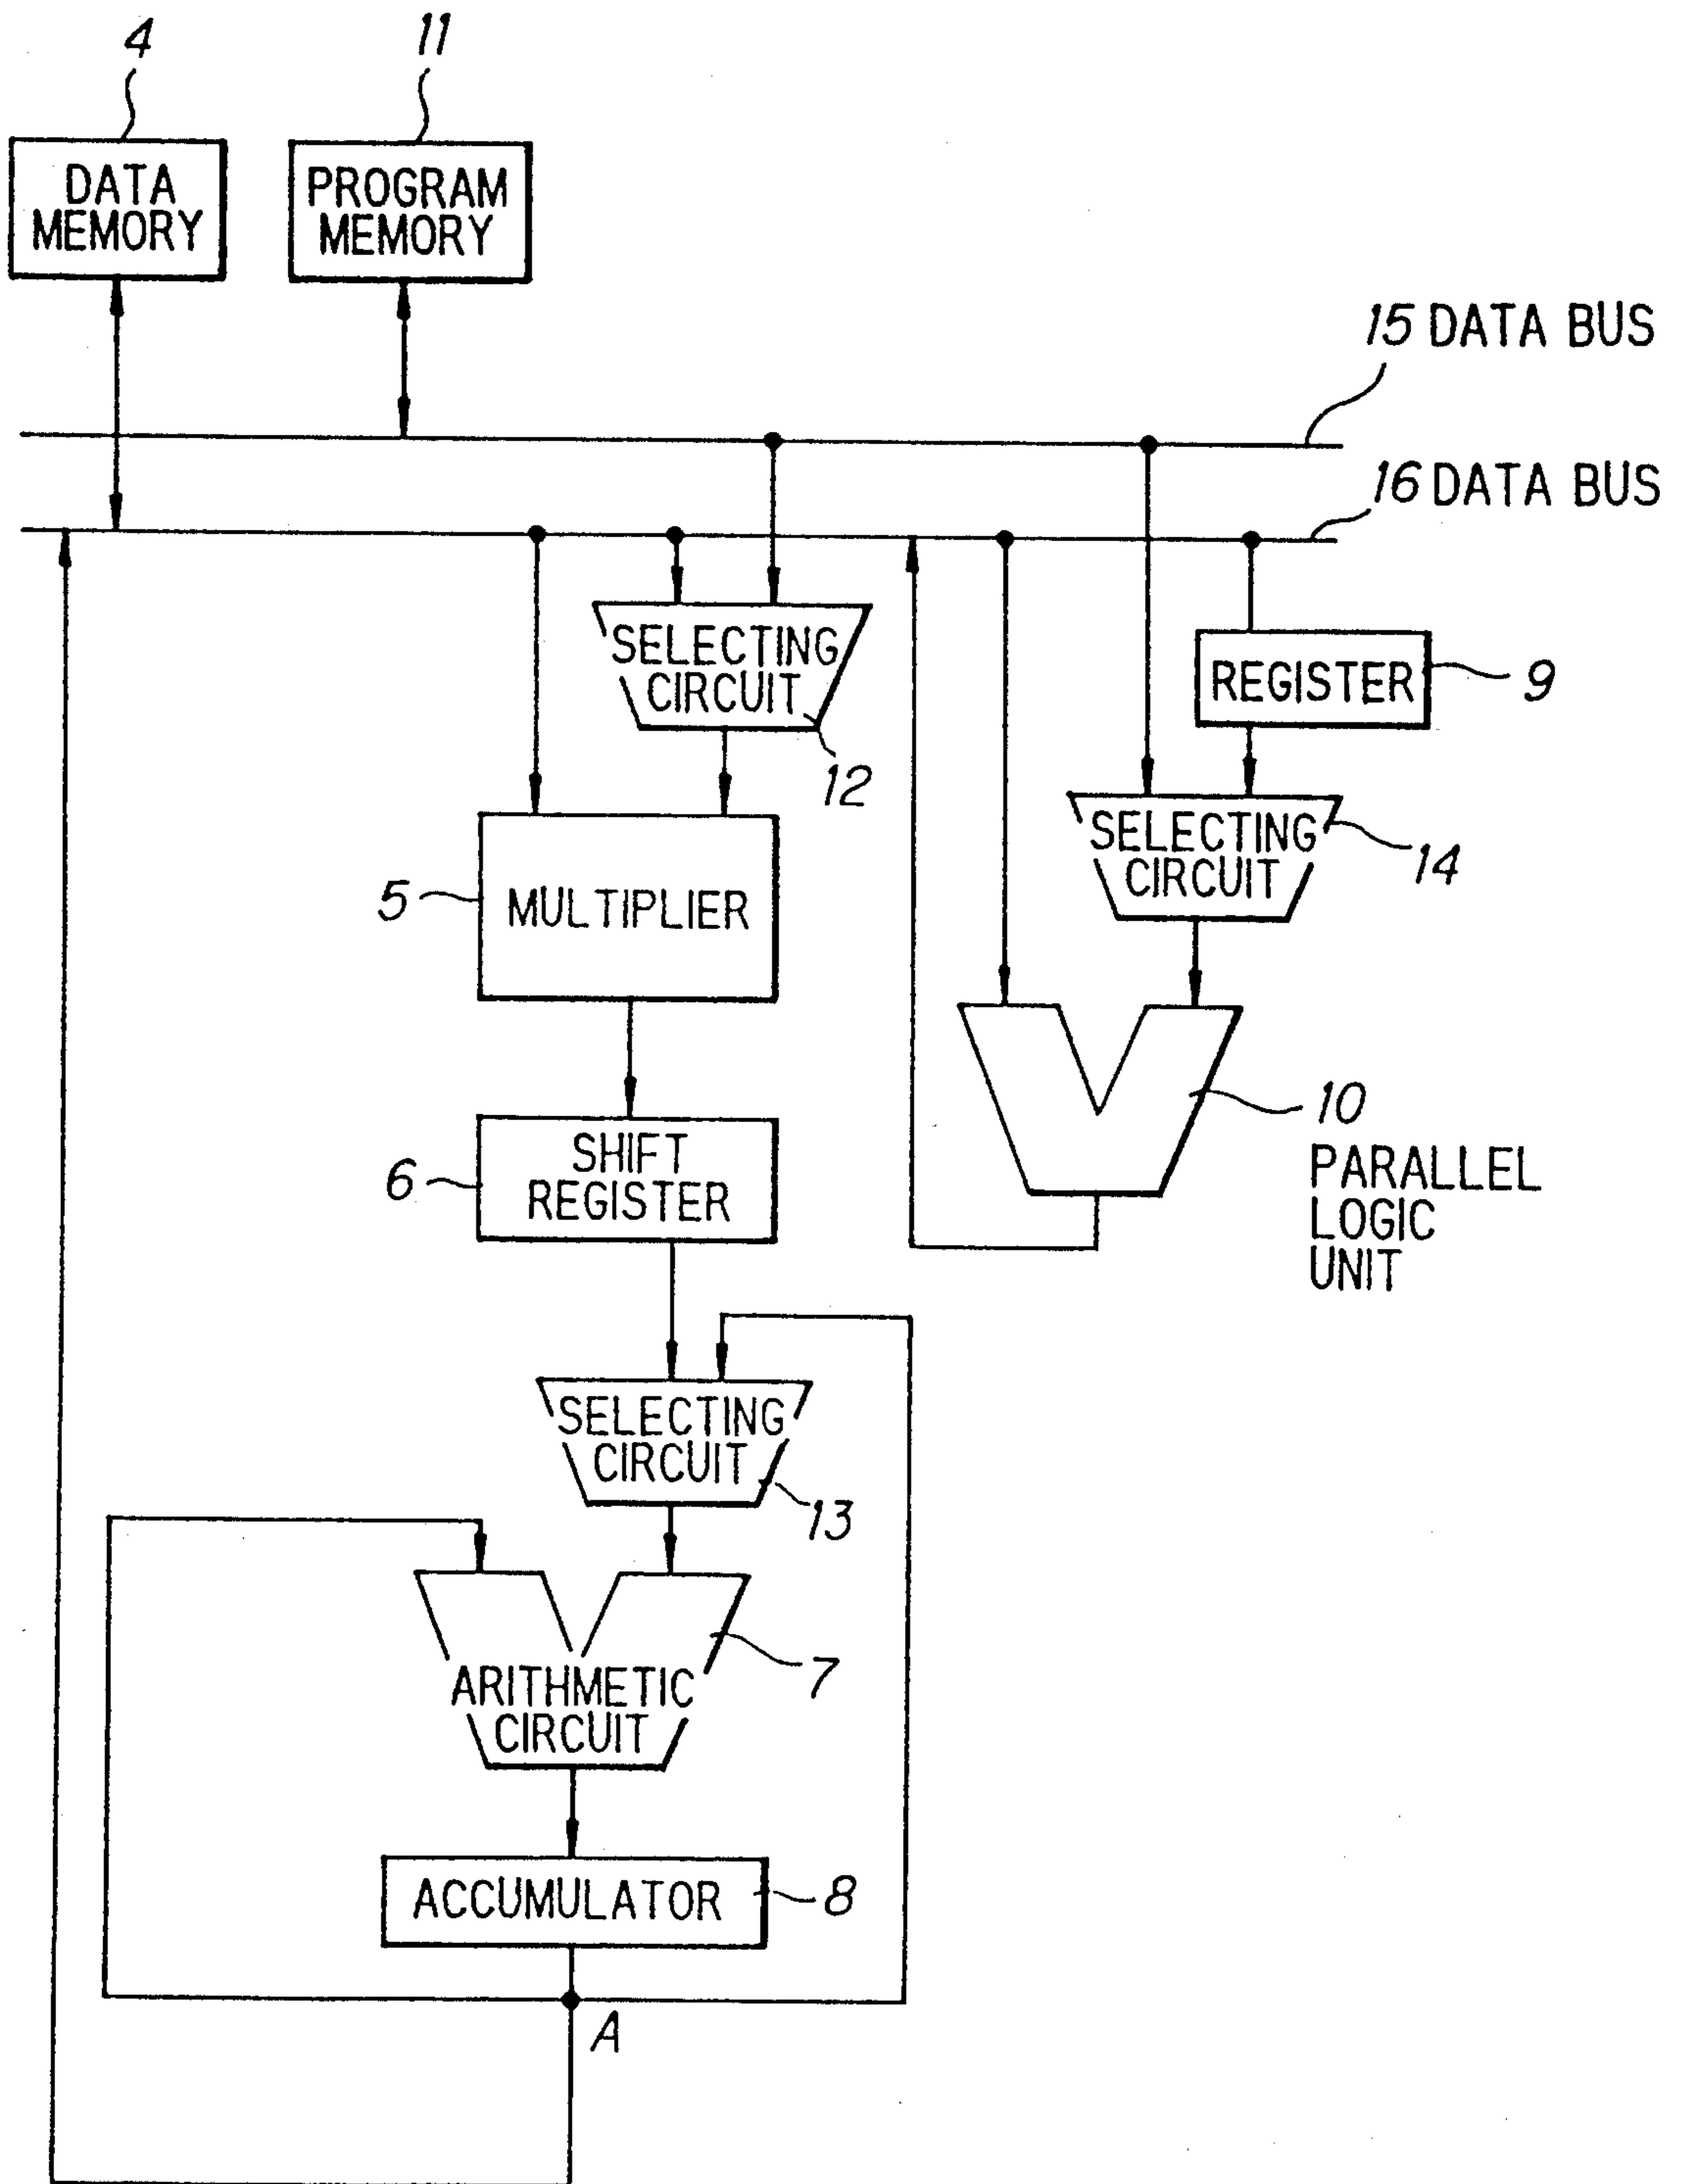 4
11
DATA
MEMORY
PROGRAM
MEMORY
15 DATA BUS
16 DATA BUS
SELECTING
CIRCUIT
12
REGISTER
9
SELECTING
CIRCUIT
14
5
MULTIPLIER
10
PARALLEL
LOGIC
UNIT
6
SHIFT
REGISTER
SELECTING
CIRCUIT
13
7
ARITHMETIC
CIRCUIT
ACCUMULATOR
8
A